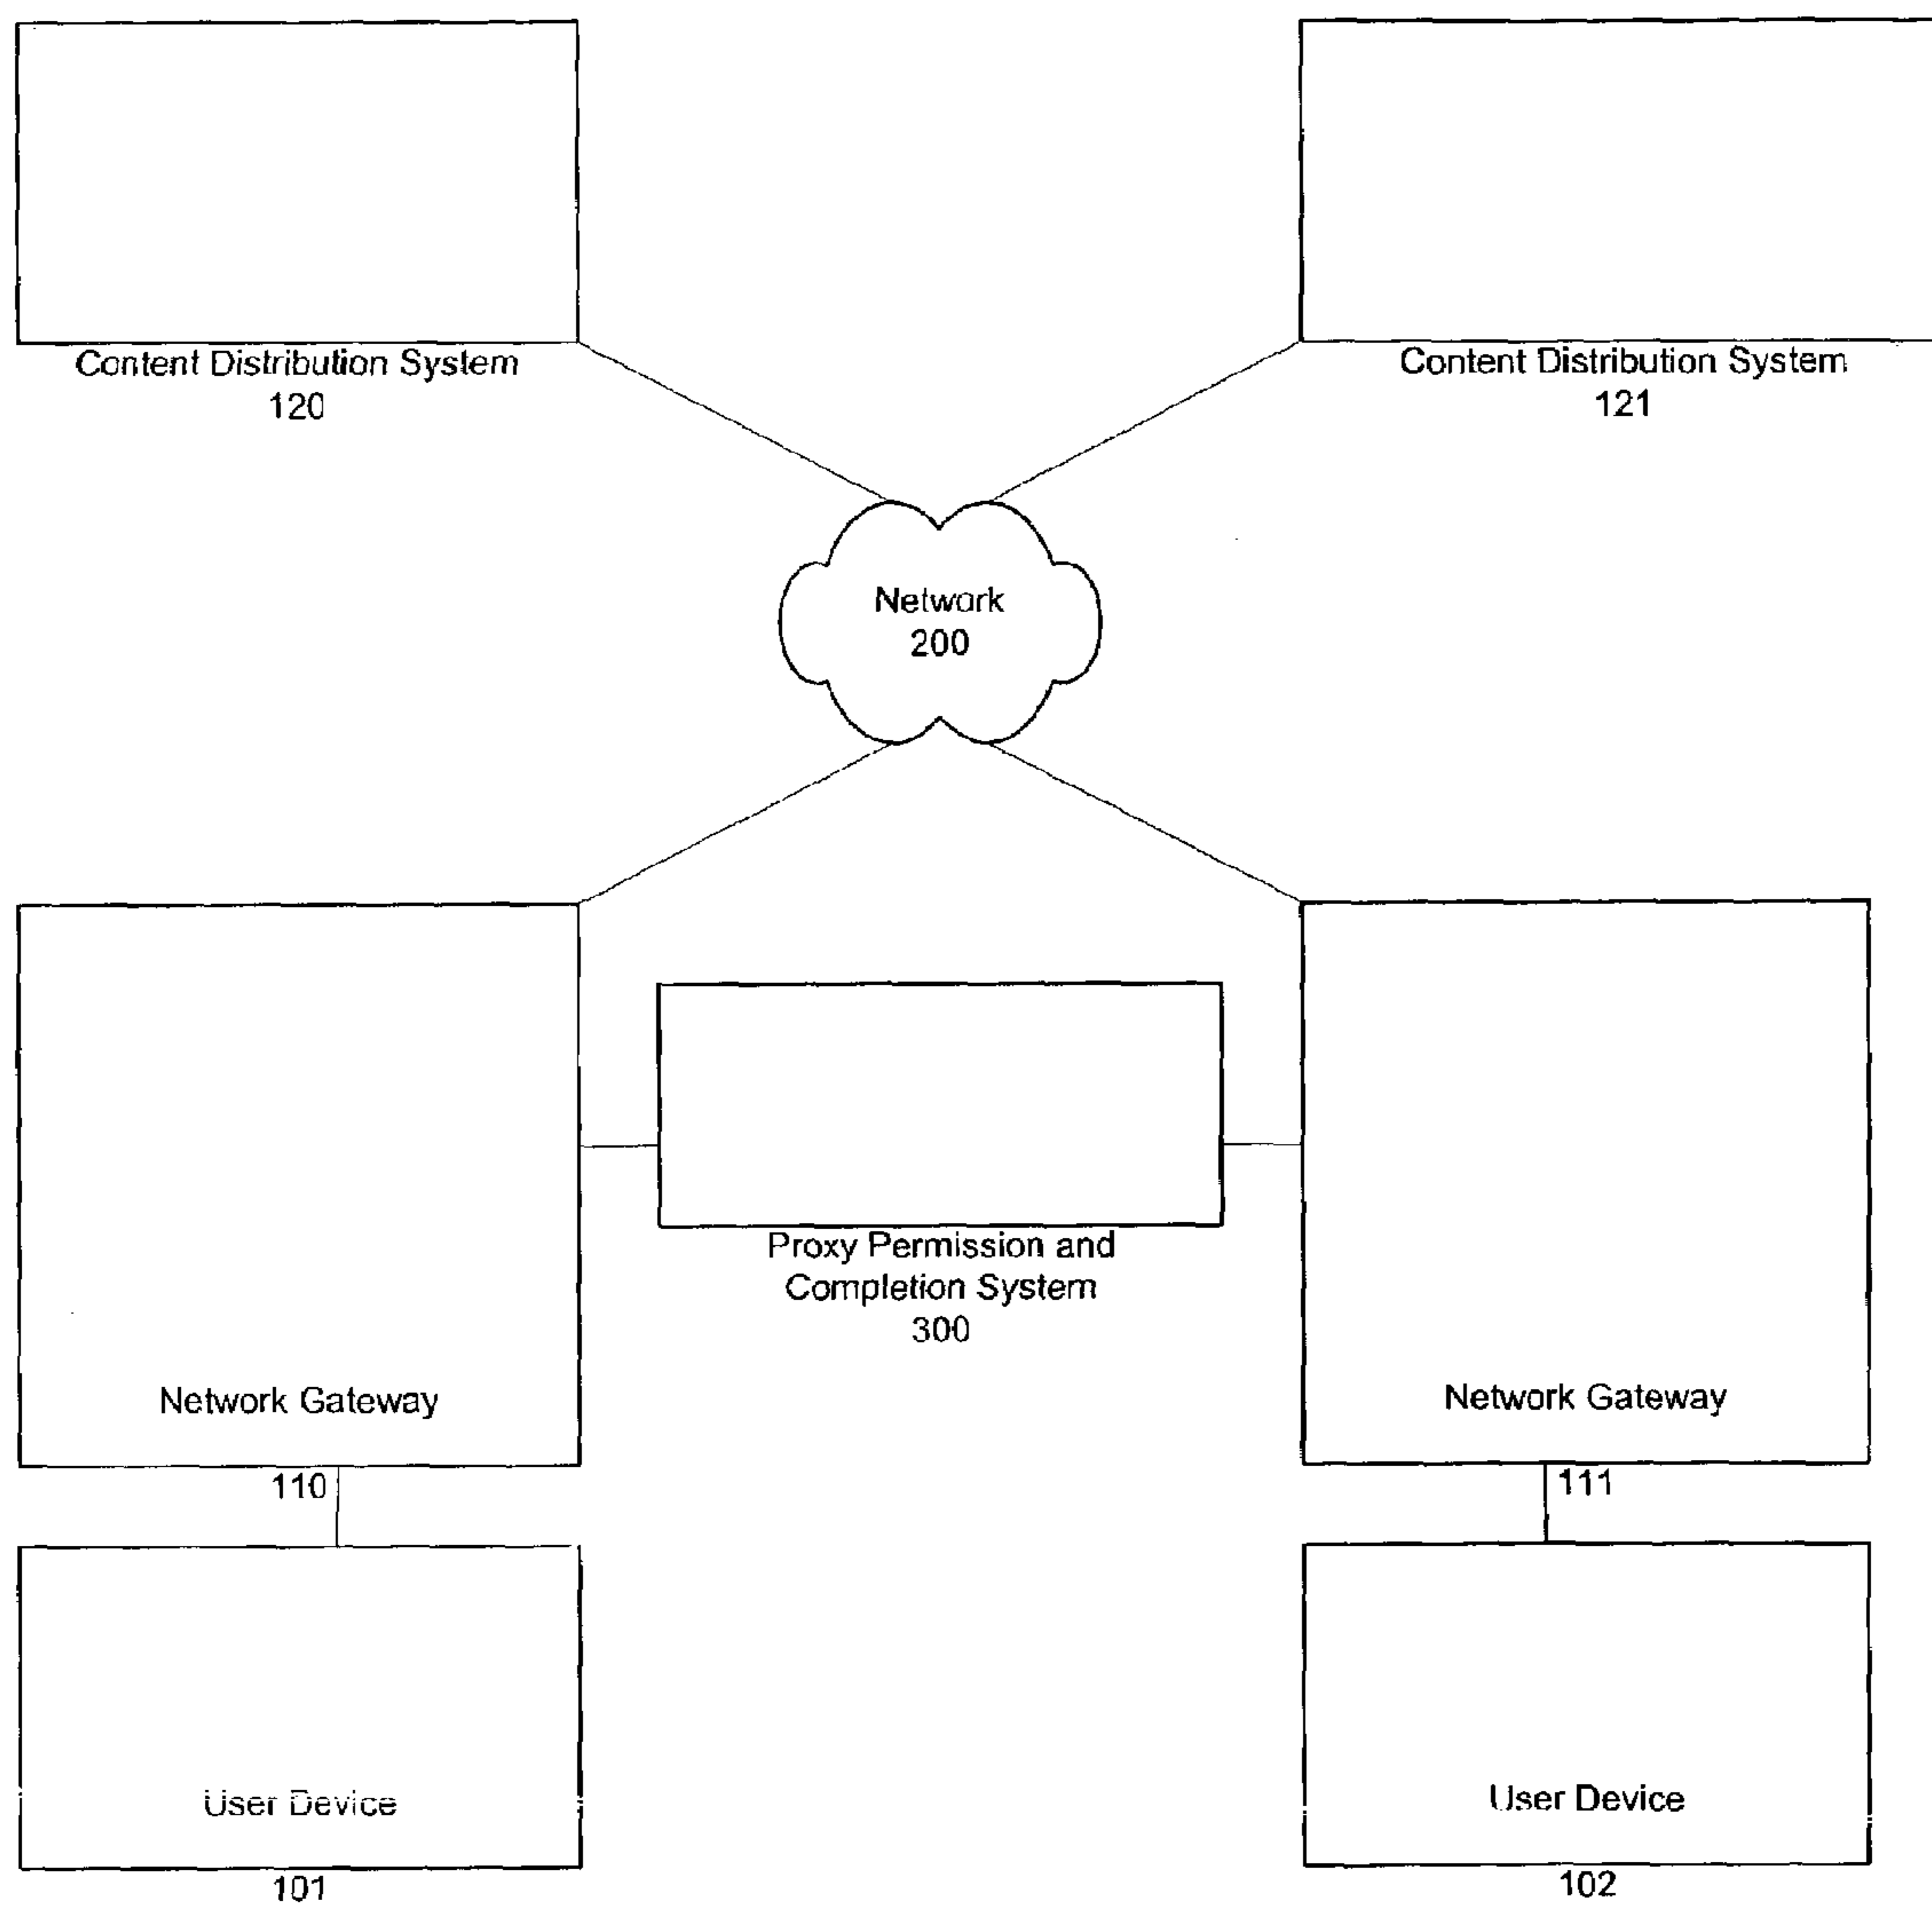 Content Distribution System
120
Content Distribution System
121
Network
200
Proxy Permission and
Completion System
300
Network Gateway
110
Network Gateway
111
User Device
101
User Device
102